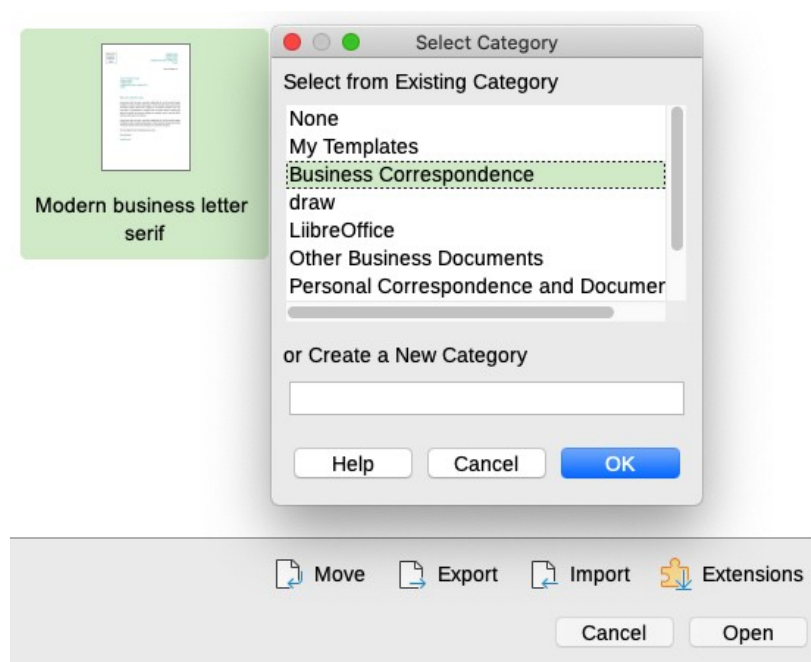 Select Category
Select from Existing Category
None
My Templates
Business Correspondence
draw
LiibreOffice
Other Business Documents
Personal Correspondence and Documer
Modern business letter
serif
or Create a New Category
Help Cancel OK
Move Export Import Extensions
Cancel Open